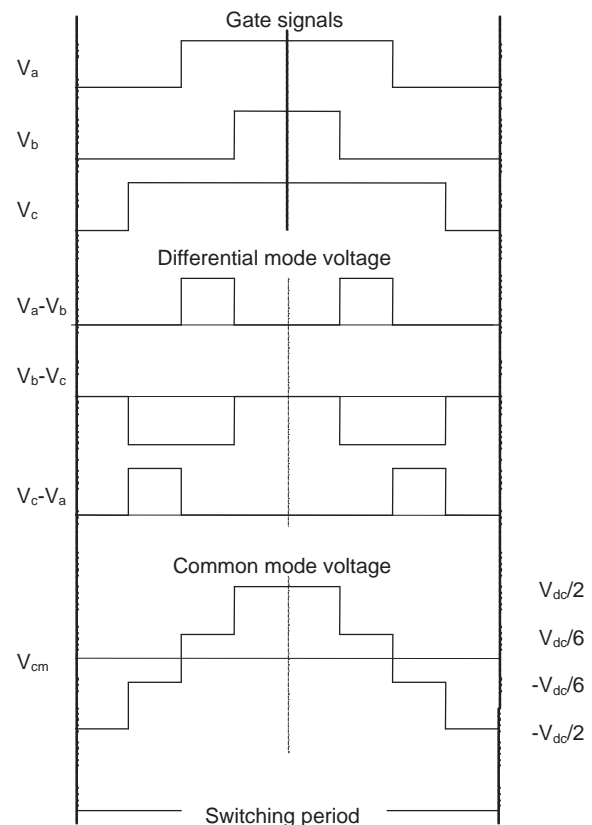 Gate signals
Va
Vb
Vc
Differential mode voltage
Va-Vb
Vb-Vc
Vc-Va
Common mode voltage
Vdc/2
Vdc/6
Vcm
-Vdc/6
-Vdc/2
Switching period